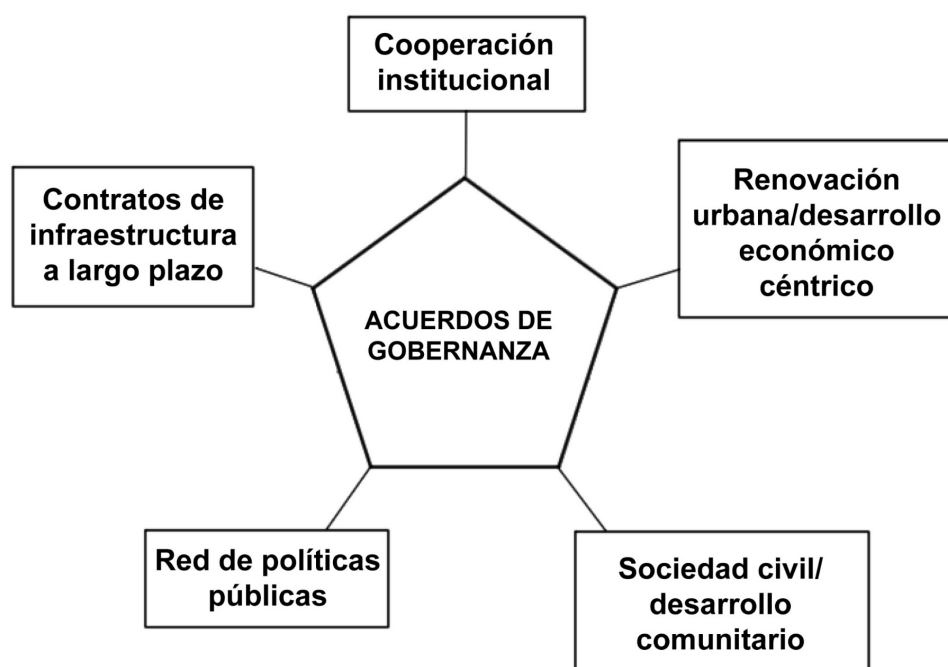 Cooperación
institucional
Contratos de
infraestructura
a largo plazo
Renovación
urbana/desarrollo
económico
céntrico
ACUERDOS DE
GOBERNANZA
Red de políticas
públicas
Sociedad civil/
desarrollo
comunitario